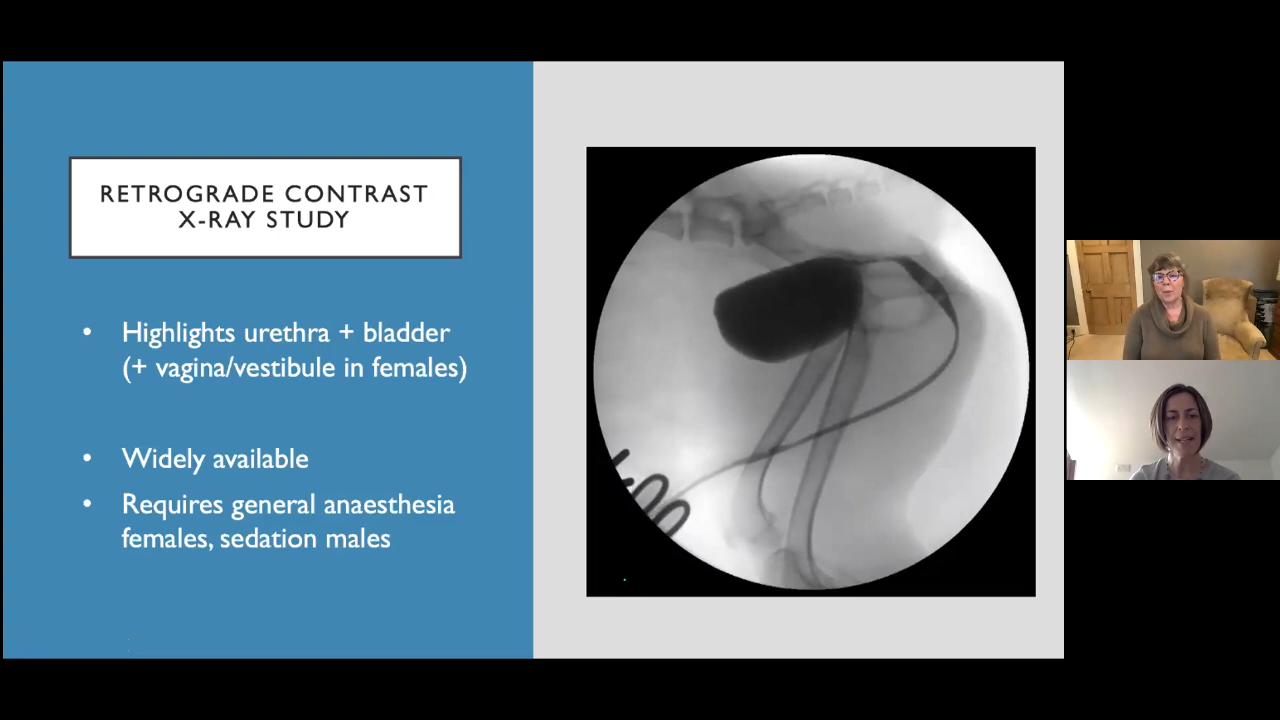 RETROGRADE CONTRAST
X-RAY STUDY
• Highlights urethra + bladder
(+ vagina/vestibule in females)
• Widely available
• Requires general anaesthesia
females, sedation males